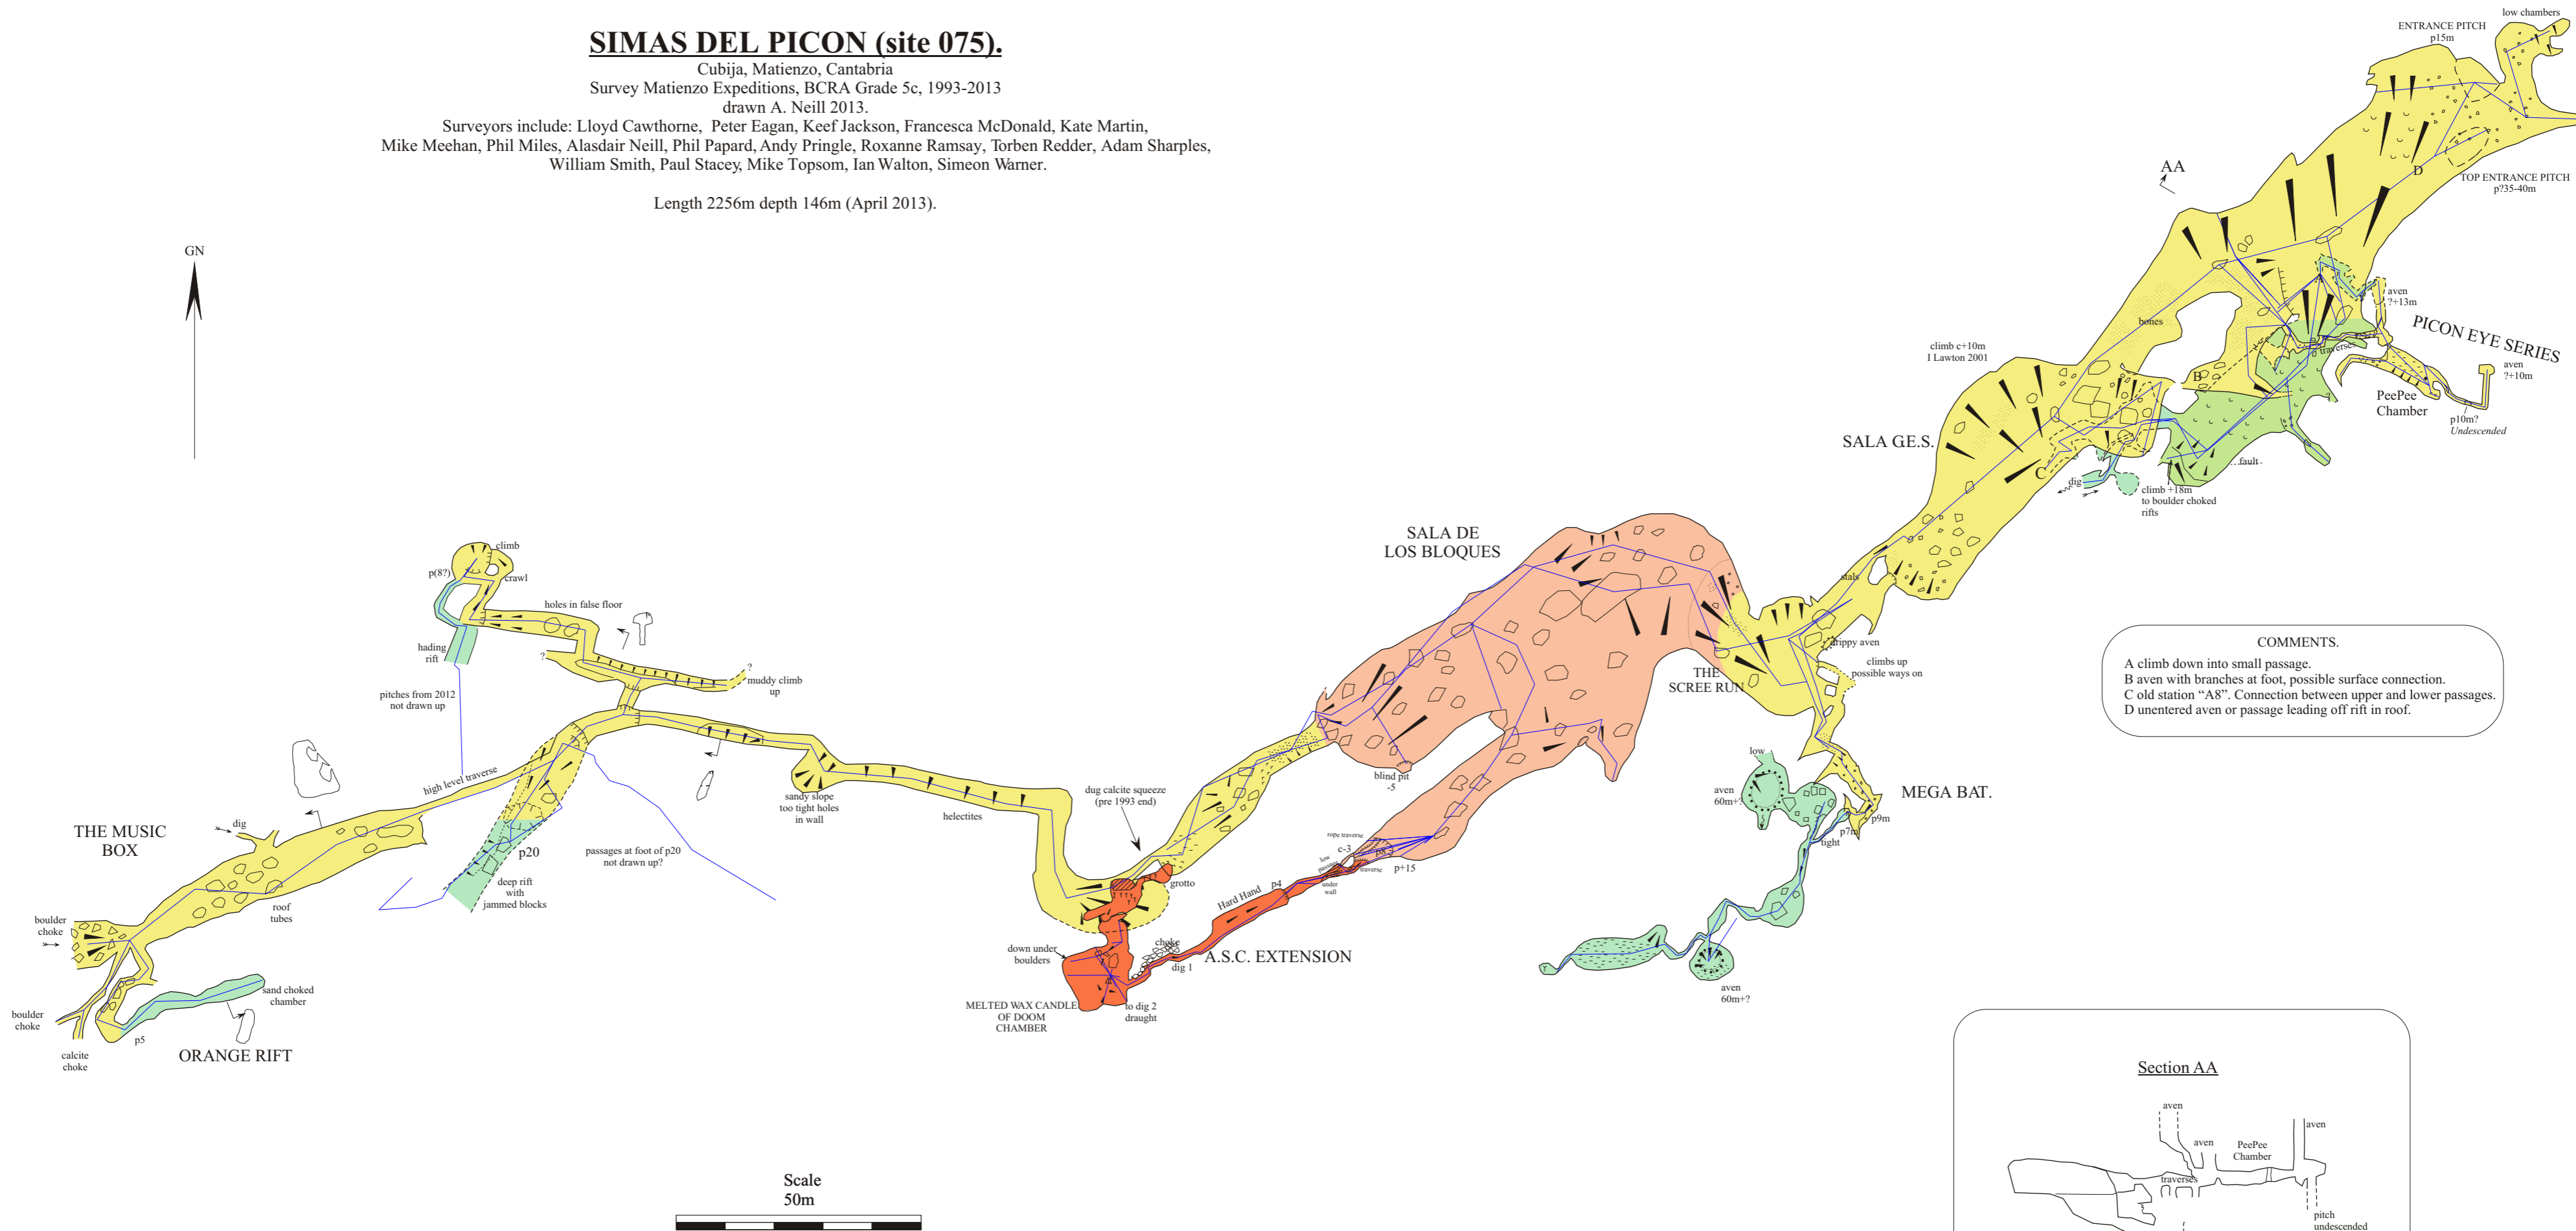 SIMAS DEL PICON (site 075).
Cubija, Matienzo, Cantabria
Survey Matienzo Expeditions, BCRA Grade 5c, 1993-2013
drawn A. Neill 2013.
Surveyors include: Lloyd Cawthorne, Peter Eagan, Keef Jackson, Francesca McDonald, Kate Martin,
Mike Meehan, Phil Miles, Alasdair Neill, Phil Papard, Andy Pringle, Roxanne Ramsay, Torben Redder, Adam Sharples,
William Smith, Paul Stacey, Mike Topsom, Ian Walton, Simeon Warner.
Length 2256m depth 146m (April 2013).
GN
low chambers
ENTRANCE PITCH
p15m
D
TOP ENTRANCE PITCH
p?35-40m
AA
aven
?+13m
PICON EYE SERIES
bones
traverses
climb c+10m
I Lawton 2001
B
aven
?+10m
PeePee
Chamber
p10m?
Undescended
?
SALA GE.S.
C
fault
dig
climb +18m
to boulder choked
rifts
SALA DE
LOS BLOQUES
stals
drippy aven
climbs up
possible ways on
THE
SCREE RUN
COMMENTS.
A climb down into small passage.
B aven with branches at foot, possible surface connection.
C old station “A8”. Connection between upper and lower passages.
D unentered aven or passage leading off rift in roof.
climb
p(8?)
crawl
holes in false floor
hading
rift
?
?
muddy climb
up
pitches from 2012
not drawn up
high level traverse
THE MUSIC
BOX
dig
sandy slope
too tight holes
in wall
helectites
dug calcite squeeze
(pre 1993 end)
blind pit
-5
low
aven
60m+?
MEGA BAT.
p9m
p7m
tight
p20
passages at foot of p20
not drawn up?
deep rift
with
jammed blocks
roof
tubes
grotto
rope traverse
c-3
p8
low
passage
under
wall
traverse
p+15
p4
Hard Hand
boulder
choke
down under
boulders
choke
dig 1
A.S.C. EXTENSION
MELTED WAX CANDLE
OF DOOM
CHAMBER
to dig 2
draught
aven
60m+?
sand choked
chamber
boulder
choke
p5
calcite
choke
ORANGE RIFT
Scale
50m
Section AA
aven
aven
aven
PeePee
Chamber
traverses
pitch
undescended